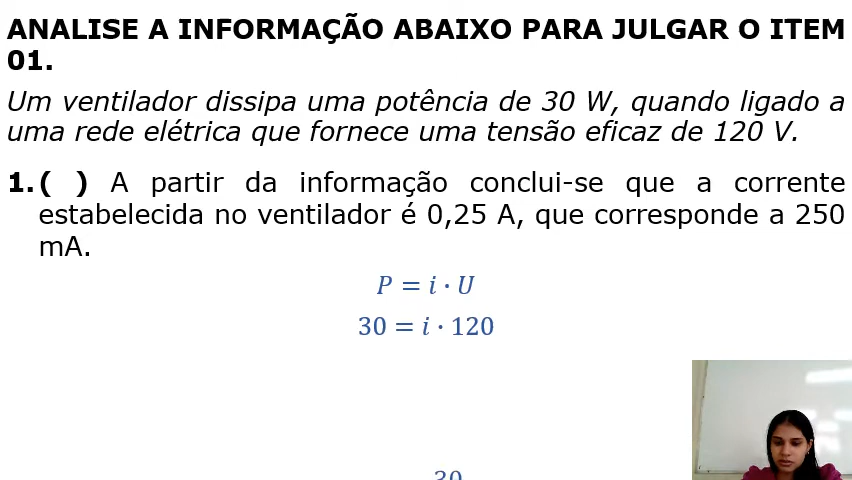 ANALISE A INFORMAÇÃO ABAIXO PARA JULGAR O ITEM
01.
Um ventilador dissipa uma potência de 30 W, quando ligado a
uma rede elétrica que fornece uma tensão eficaz de 120 V.
1. ( ) A partir da informação conclui-se que a corrente
estabelecida no ventilador é 0,25 A, que corresponde a 250
mA.
P = i · U
30 = i · 120
30